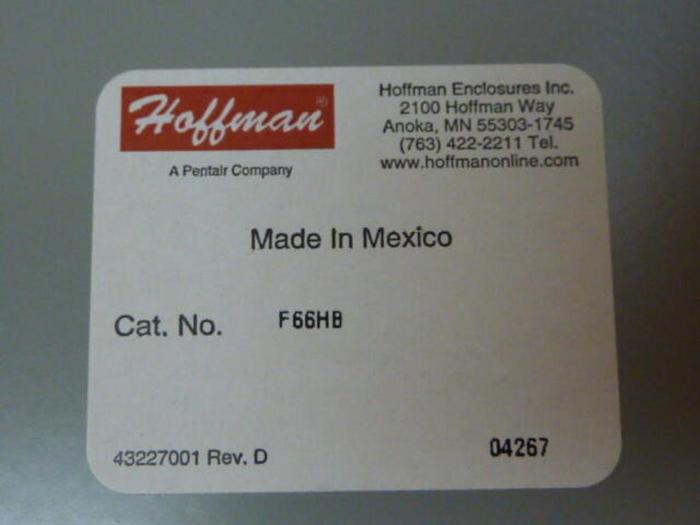 Hoffman®
A Pentair Company
Hoffman Enclosures Inc.
2100 Hoffman Way
Anoka, MN 55303-1745
(763) 422-2211 Tel.
www.hoffmanonline.com
Made In Mexico
Cat. No. F66HB
43227001 Rev. D 04267